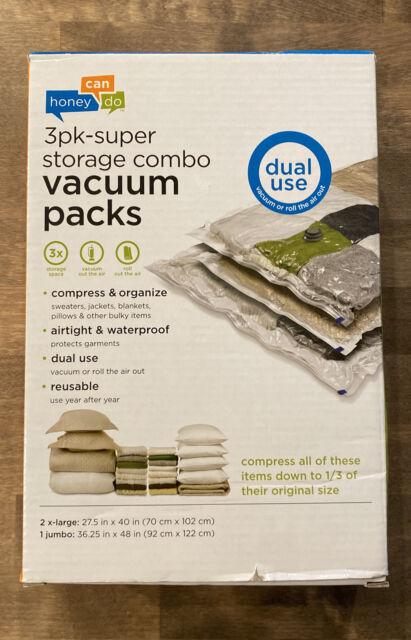 can
honey do
3pk-super
storage combo
vacuum
packs
dual
use
vacuum or roll the air out
3x
storage
space
vacuum
out the air
roll
out the air
• compress & organize
sweaters, jackets, blankets,
pillows & other bulky items
• airtight & waterproof
protects garments
• dual use
vacuum or roll the air out
• reusable
use year after year
compress all of these
items down to 1/3 of
their original size
2 x-large: 27.5 in x 40 in (70 cm x 102 cm)
1 jumbo: 36.25 in x 48 in (92 cm x 122 cm)